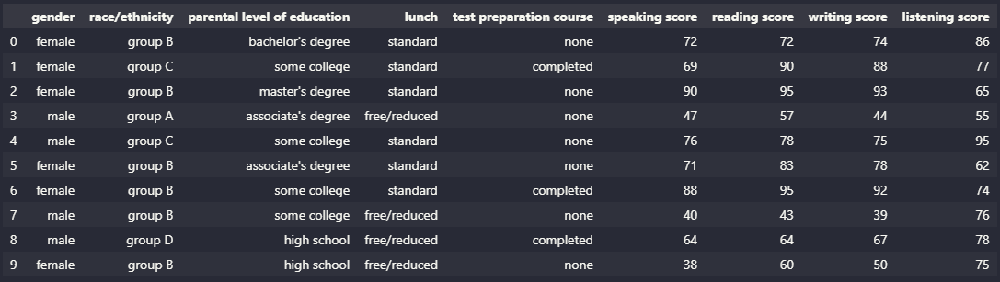 gender race/ethnicity parental level of education lunch test preparation course speaking score reading score writing score listening score
0 female group B bachelor's degree standard none 72 72 74 86
1 female group C some college standard completed 69 90 88 77
2 female group B master's degree standard none 90 95 93 65
3 male group A associate's degree free/reduced none 47 57 44 55
4 male group C some college standard none 76 78 75 95
5 female group B associate's degree standard none 71 83 78 62
6 female group B some college standard completed 88 95 92 74
7 male group B some college free/reduced none 40 43 39 76
8 male group D high school free/reduced completed 64 64 67 78
9 female group B high school free/reduced none 38 60 50 75